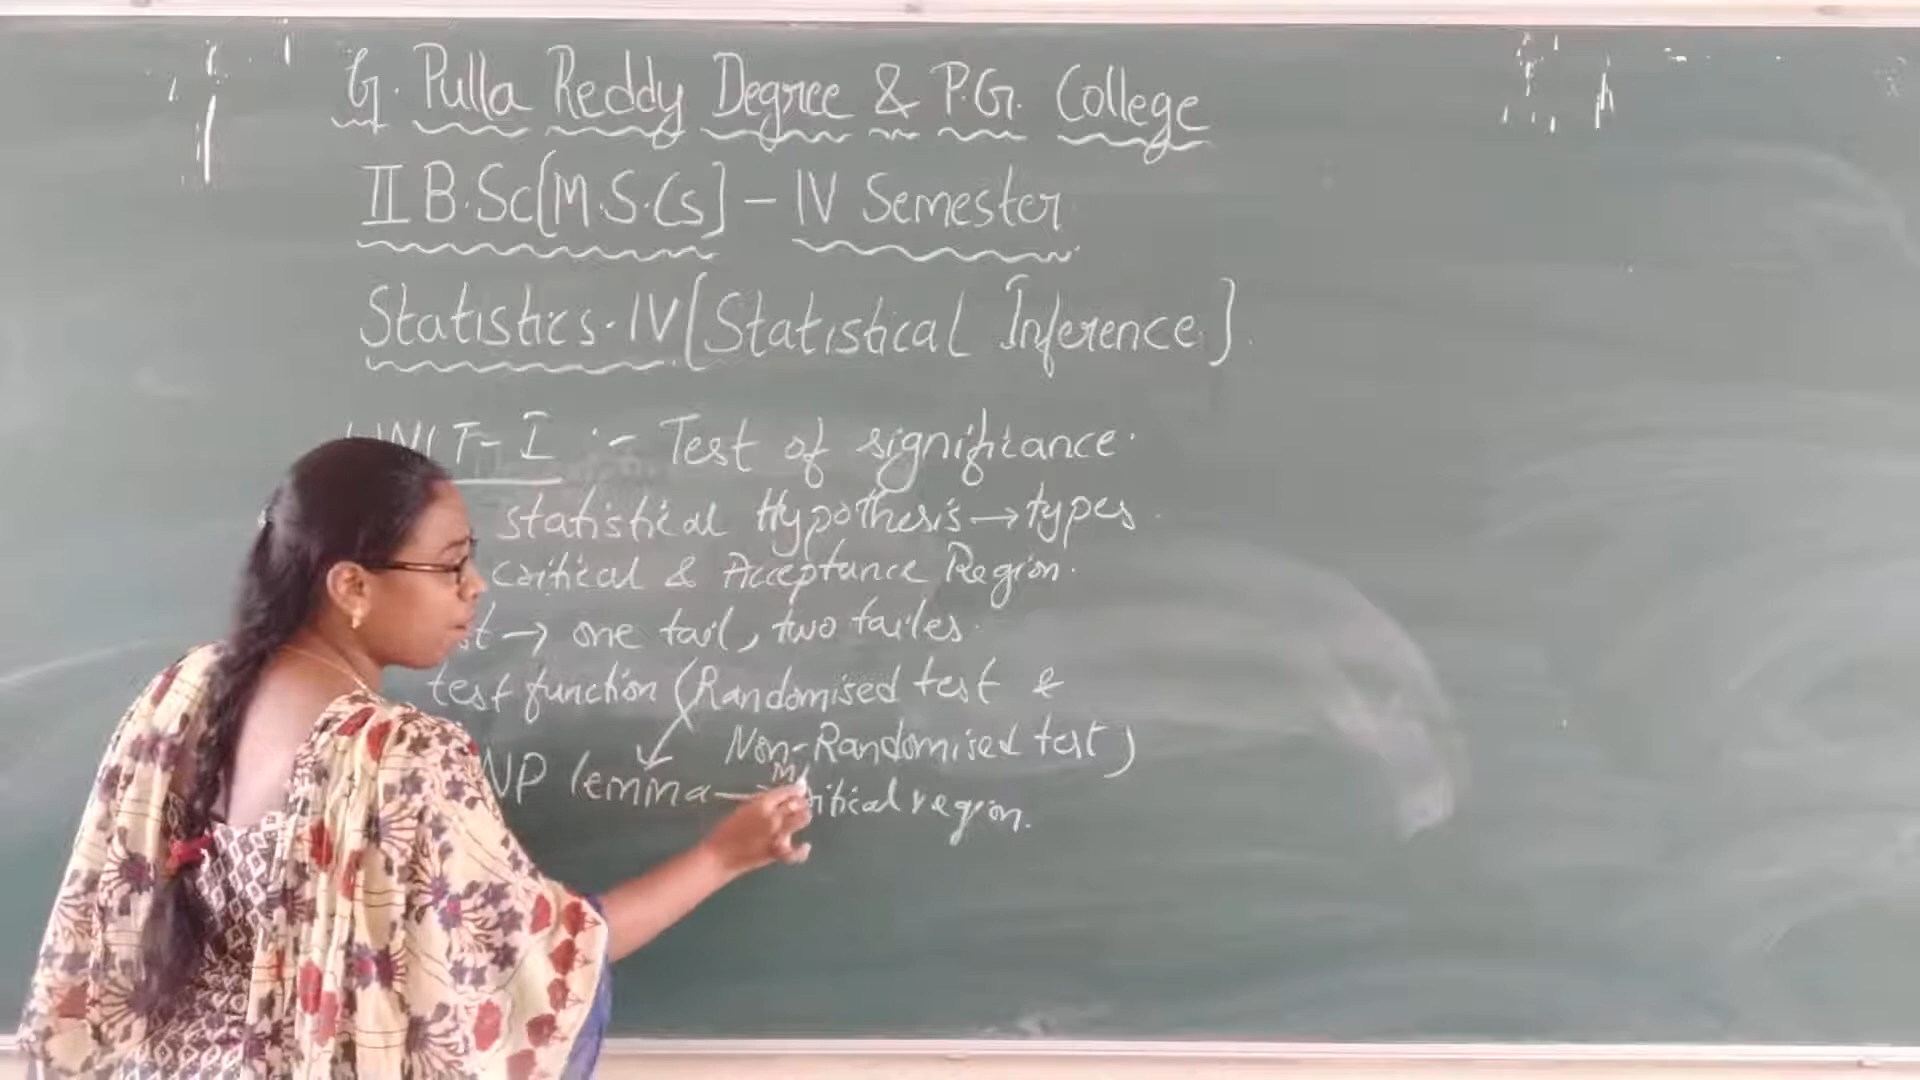 G. Pulla Reddy Degree & P.G. College
II B.Sc[M.S.Cs] - IV Semester
Statistics-IV [Statistical Inference].
UNIT-I :- Test of significance.
statistical Hypothesis → types.
critical & Acceptance Region.
→ one tail, two tailes.
test function (Randomised test &
Non-Randomised test)
NP lemma → region.